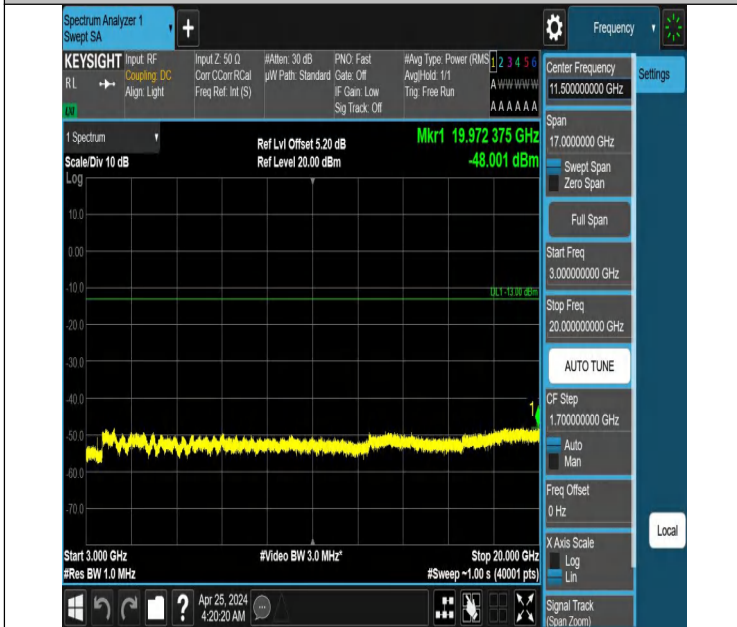 Spectrum Analyzer 1
Swept SA
+
Frequency
KEYSIGHT
RL
Input: RF
Coupling: DC
Align: Light
Input Z: 50 Ω
Corr CCorr RCal
Freq Ref: Int (S)
#Atten: 30 dB
µW Path: Standard
PNO: Fast
Gate: Off
IF Gain: Low
Sig Track: Off
#Avg Type: Power (RMS
Avg|Hold: 1/1
Trig: Free Run
1 2 3 4 5 6
A W W W W W
A A A A A A
1 Spectrum
Scale/Div 10 dB
Log
Ref Lvl Offset 5.20 dB
Ref Level 20.00 dBm
Mkr1 19.972 375 GHz
-48.001 dBm
10.0
0.00
-10.0
DL1 -13.00 dBm
-20.0
-30.0
-40.0
1
-50.0
-60.0
-70.0
Start 3.000 GHz
#Video BW 3.0 MHz*
Stop 20.000 GHz
#Res BW 1.0 MHz
#Sweep ~1.00 s (40001 pts)
?
Apr 25, 2024
4:20:20 AM
Center Frequency
11.500000000 GHz
Settings
Span
17.0000000 GHz
Swept Span
Zero Span
Full Span
Start Freq
3.000000000 GHz
Stop Freq
20.000000000 GHz
AUTO TUNE
CF Step
1.700000000 GHz
Auto
Man
Freq Offset
0 Hz
X Axis Scale
Log
Lin
Local
Signal Track
(Span Zoom)